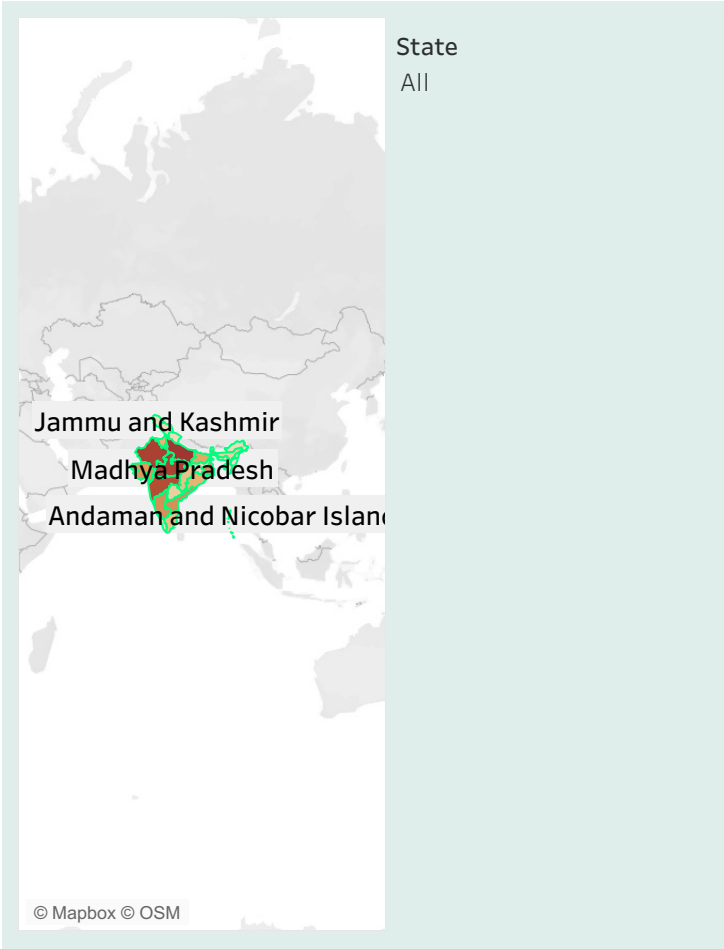 State
All
Jammu and Kashmir
Madhya Pradesh
Andaman and Nicobar Islan
© Mapbox © OSM